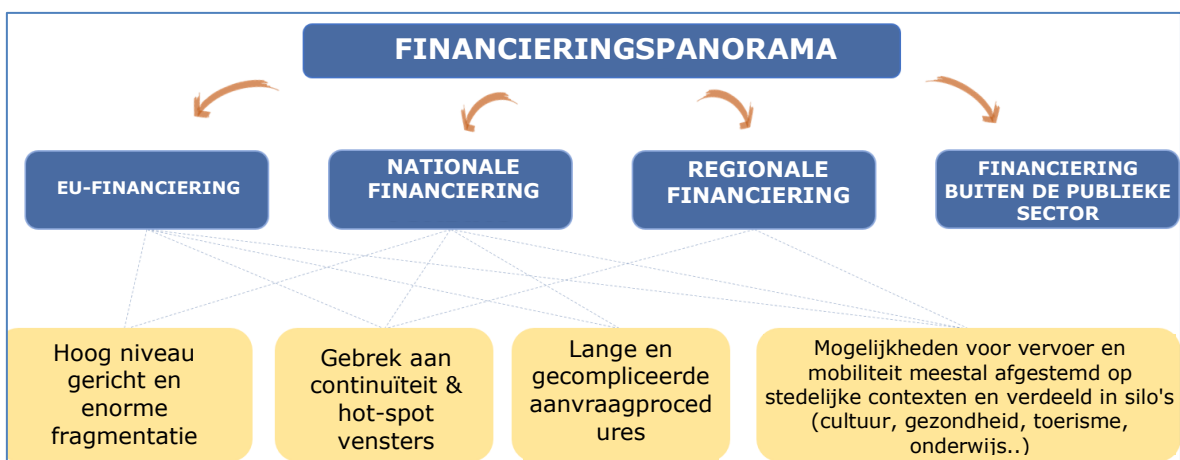 FINANCIERINGSPANORAMA
EU-FINANCIERING
NATIONALE
FINANCIERING
REGIONALE
FINANCIERING
FINANCIERING
BUITEN DE PUBLIEKE
SECTOR
Hoog niveau
gericht en
enorme
fragmentatie
Gebrek aan
continuïteit &
hot-spot
vensters
Lange en
gecompliceerde
aanvraagproced
ures
Mogelijkheden voor vervoer en
mobiliteit meestal afgestemd op
stedelijke contexten en verdeeld in silo's
(cultuur, gezondheid, toerisme,
onderwijs..)